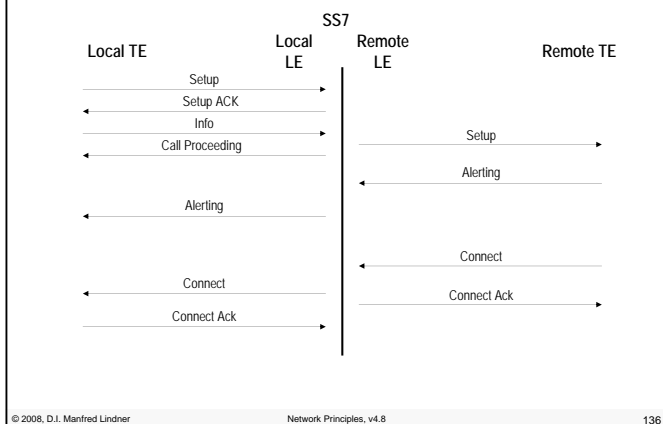 SS7
Local TE
Local
LE
Remote
LE
Remote TE
Setup
Setup ACK
Info
Call Proceeding
Setup
Alerting
Alerting
Connect
Connect
Connect Ack
Connect Ack
© 2008, D.I. Manfred Lindner
Network Principles, v4.8
136